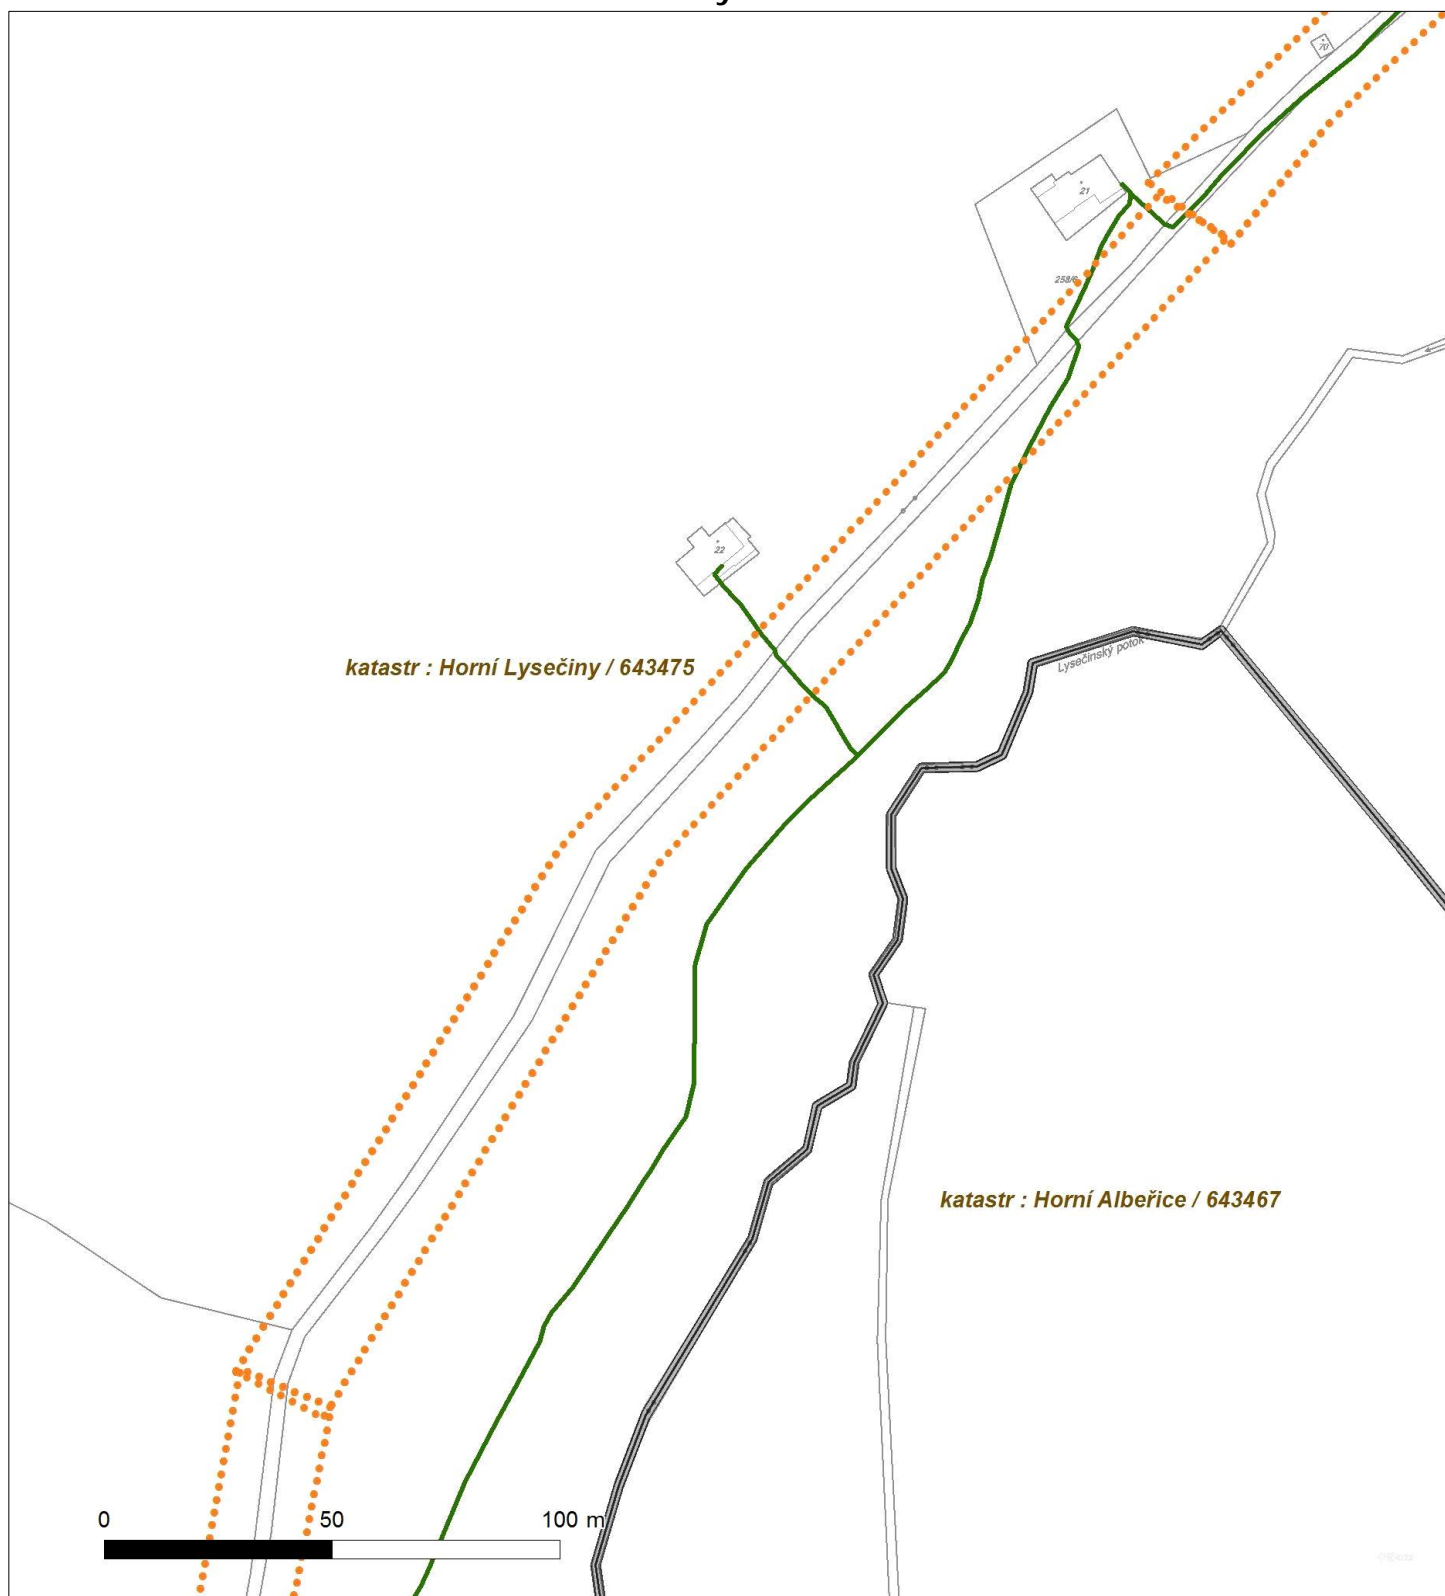 70
21
258/6
22
katastr : Horní Lysečiny / 643475
Lysečinský potok
katastr : Horní Albeřice / 643467
0 50 100 m